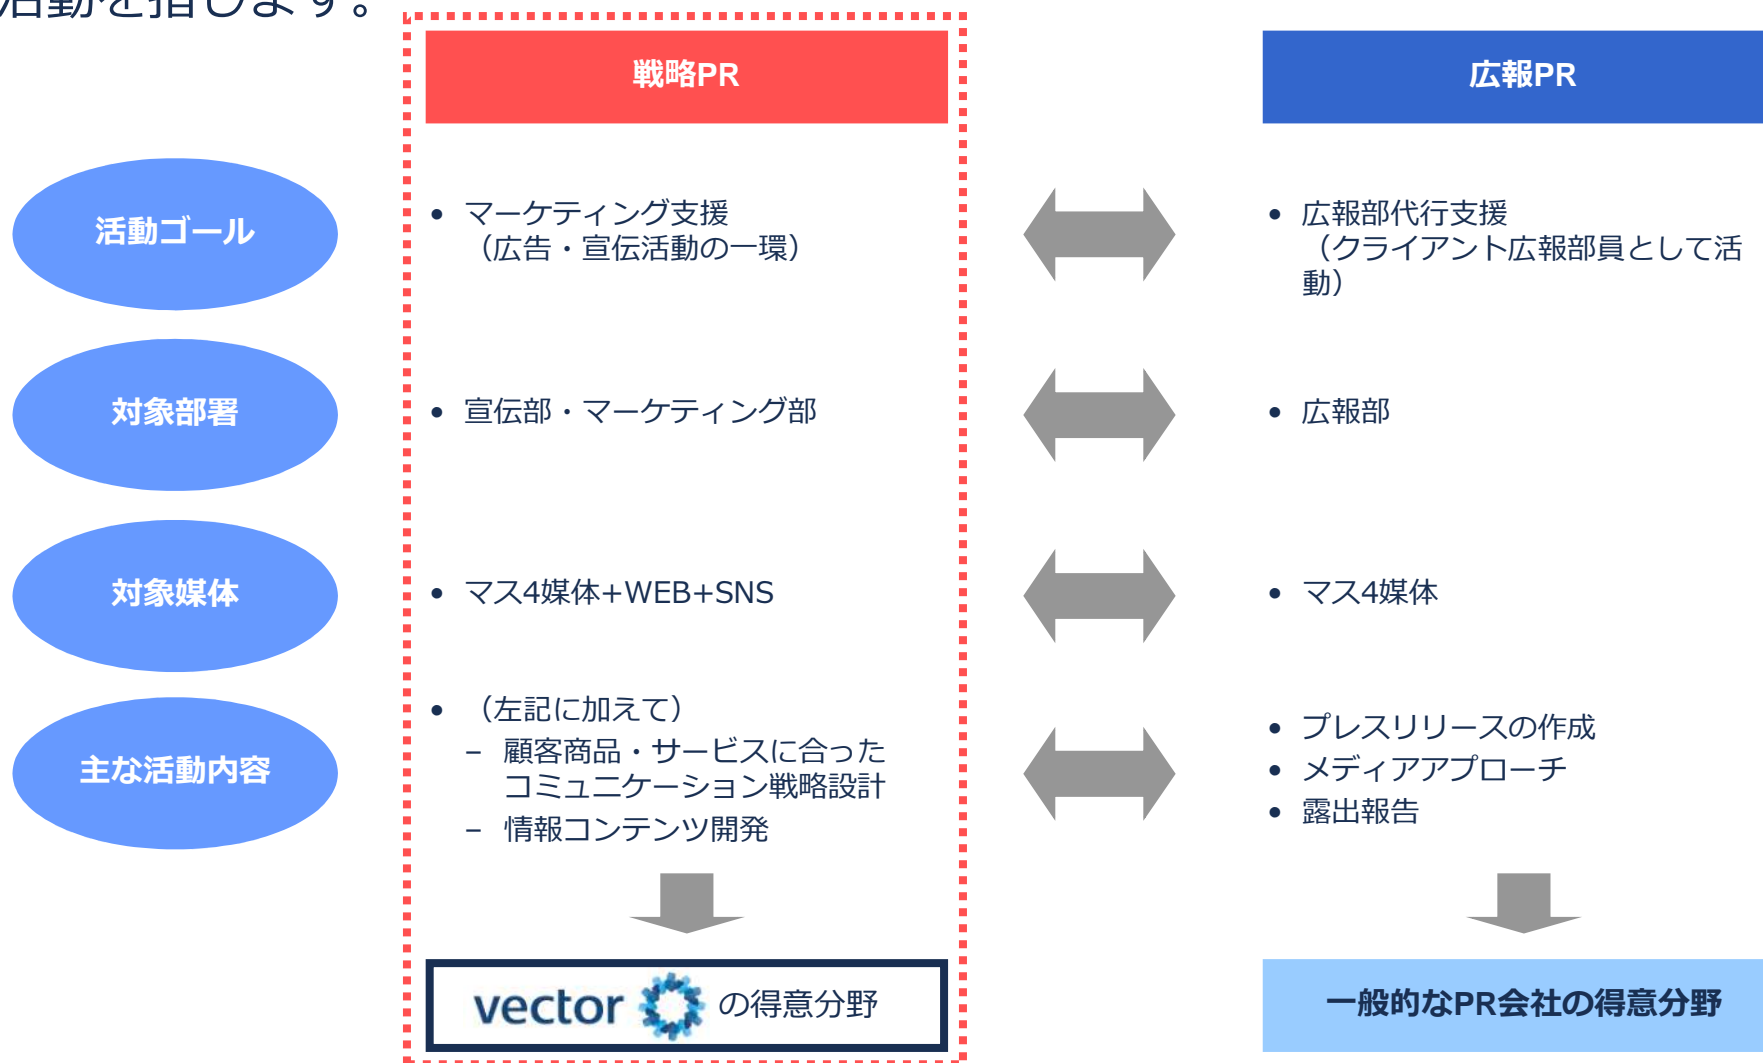 活動を指します。
戦略PR
広報PR
活動ゴール
• マーケティング支援
（広告・宣伝活動の一環）
• 広報部代行支援
（クライアント広報部員として活
動）
対象部署
• 宣伝部・マーケティング部
• 広報部
対象媒体
• マス4媒体+WEB+SNS
• マス4媒体
主な活動内容
• （左記に加えて）
– 顧客商品・サービスに合った
コミュニケーション戦略設計
– 情報コンテンツ開発
• プレスリリースの作成
• メディアアプローチ
• 露出報告
vector の得意分野
一般的なPR会社の得意分野